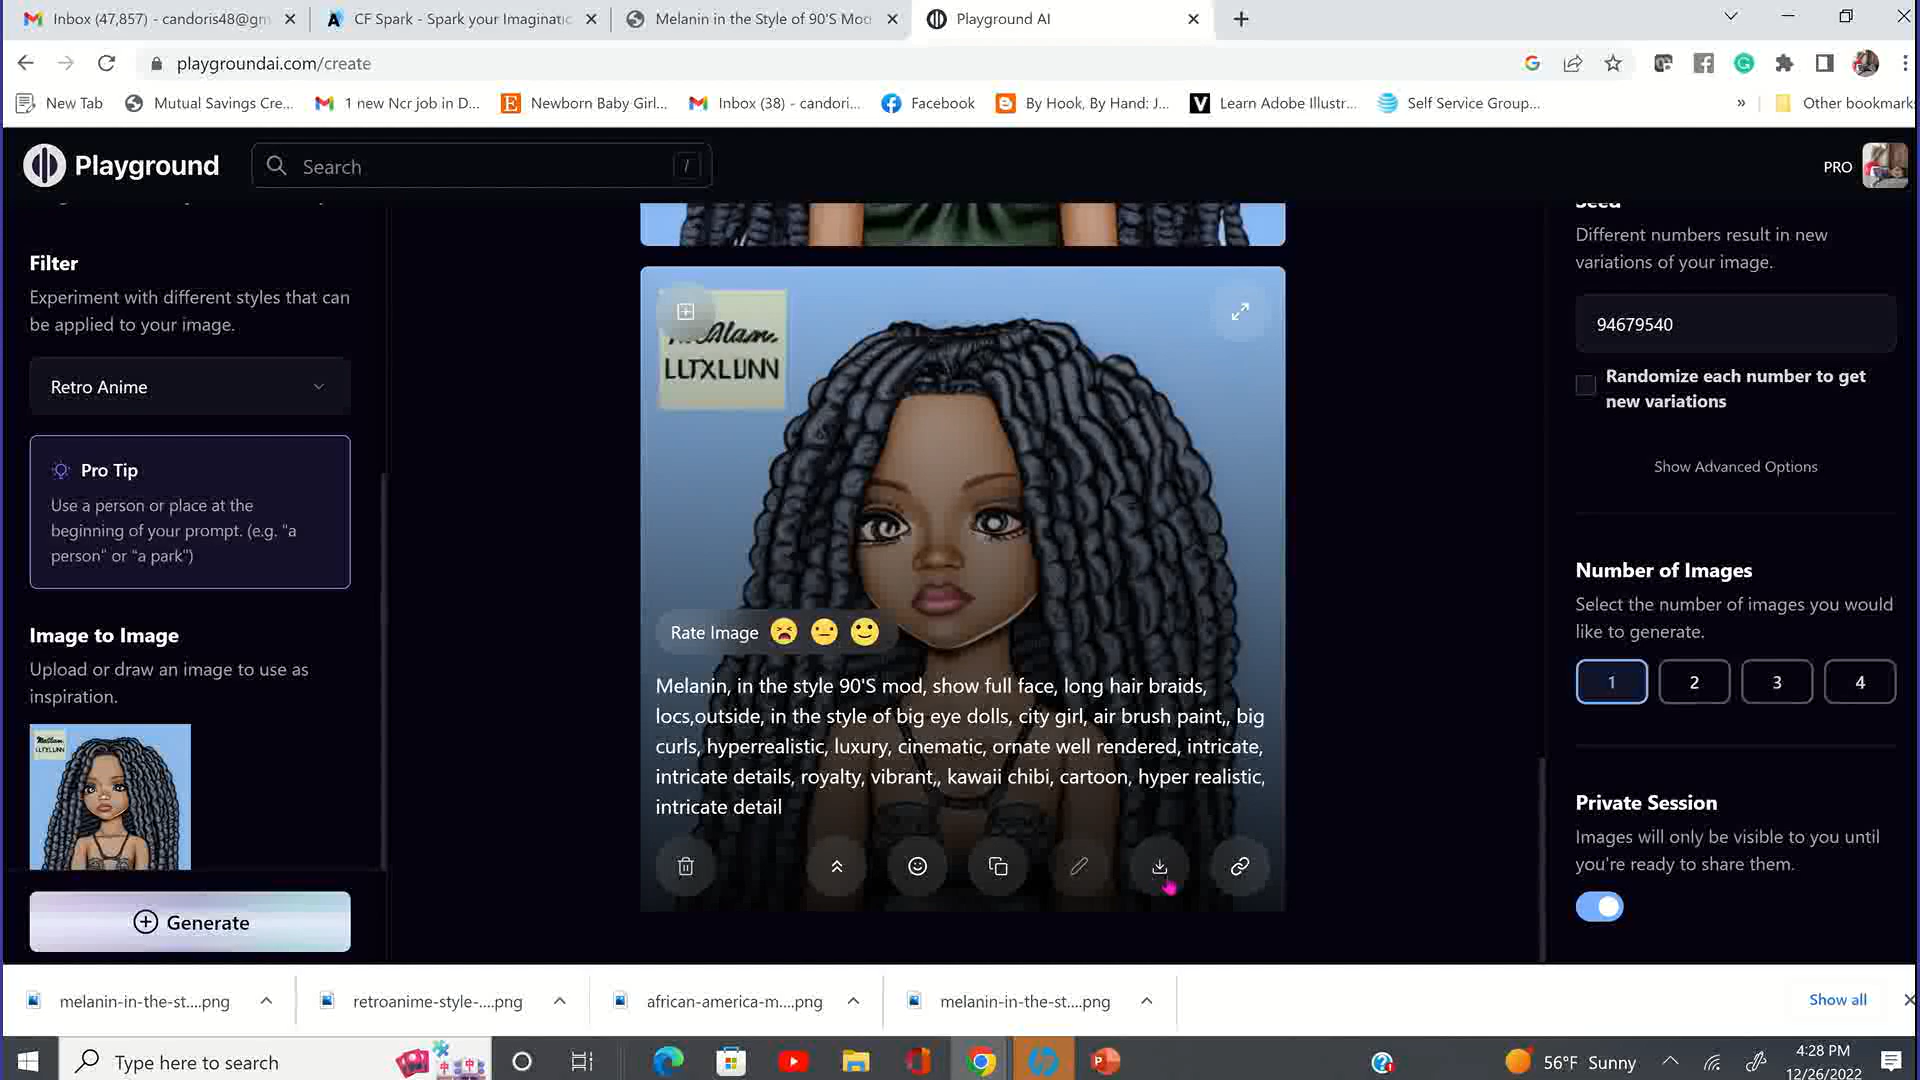 Inbox (47,857) - candoris48@gm
CF Spark - Spark your Imaginatio
Melanin in the Style of 90'S Mod
Playground AI
playgroundai.com/create
New Tab
Mutual Savings Cre...
1 new Ncr job in D...
Newborn Baby Girl...
Inbox (38) - candori...
Facebook
By Hook, By Hand: J...
Learn Adobe Illustr...
Self Service Group...
»
Other bookmarks
Playground
Search
/
PRO
Filter
Experiment with different styles that can
be applied to your image.
Retro Anime
Pro Tip
Use a person or place at the
beginning of your prompt. (e.g. "a
person" or "a park")
Image to Image
Upload or draw an image to use as
inspiration.
Generate
LLTXLUNN
Rate Image
Melanin, in the style 90'S mod, show full face, long hair braids,
locs,outside, in the style of big eye dolls, city girl, air brush paint,, big
curls, hyperrealistic, luxury, cinematic, ornate well rendered, intricate,
intricate details, royalty, vibrant,, kawaii chibi, cartoon, hyper realistic,
intricate detail
Seed
Different numbers result in new
variations of your image.
94679540
Randomize each number to get
new variations
Show Advanced Options
Number of Images
Select the number of images you would
like to generate.
1 2 3 4
Private Session
Images will only be visible to you until
you're ready to share them.
melanin-in-the-st....png
retroanime-style-....png
african-america-m....png
melanin-in-the-st....png
Show all
Type here to search
56°F Sunny
4:28 PM
12/26/2022